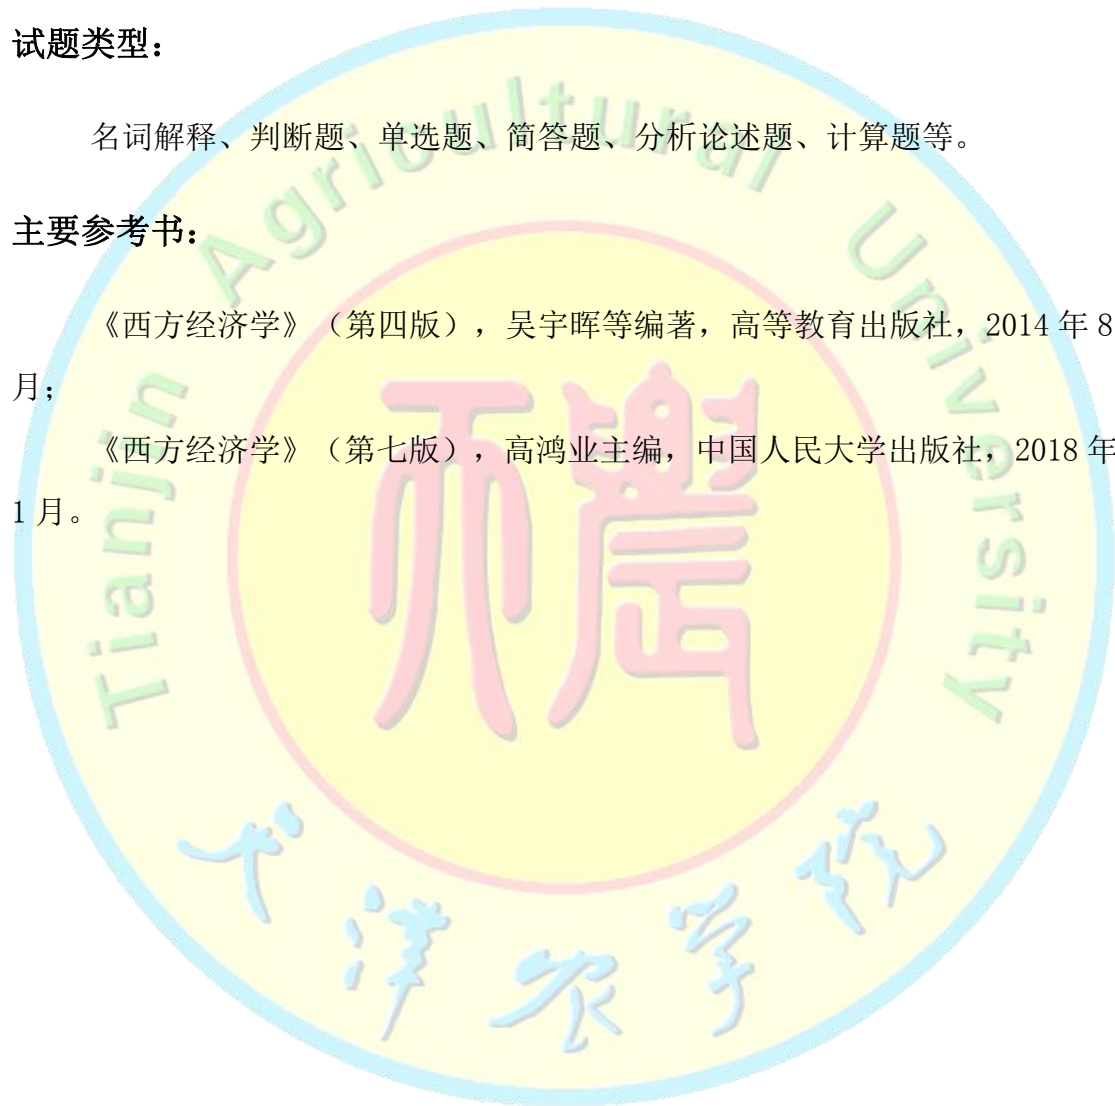 试题类型：
名词解释、判断题、单选题、简答题、分析论述题、计算题等。
主要参考书：
《西方经济学》（第四版），吴宇晖等编著，高等教育出版社，2014 年 8
月；
《西方经济学》（第七版），高鸿业主编，中国人民大学出版社，2018 年
1 月。
Tianjin Agricultural University
天津农学院